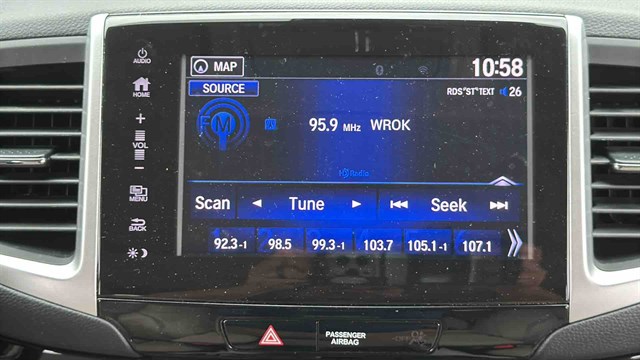 AUDIO
MAP
10:58
HOME
SOURCE
RDS "ST" TEXT 26
FM
95.9 MHz WROK
+
VOL
−
HD Radio
MENU
Scan Tune Seek
BACK
92.3-1 98.5 99.3-1 103.7 105.1-1 107.1
PASSENGER
AIRBAG
OFF